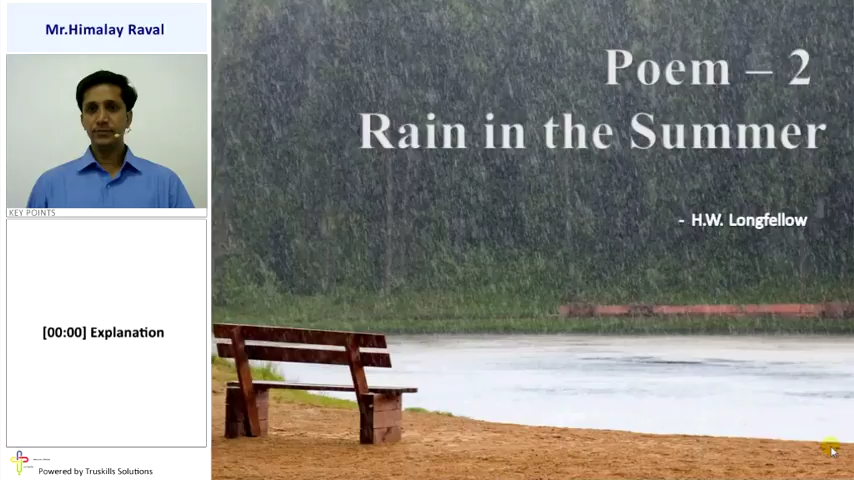 Mr.Himalay Raval
KEY POINTS
[00:00] Explanation
Powered by Truskills Solutions
Poem – 2
Rain in the Summer
- H.W. Longfellow